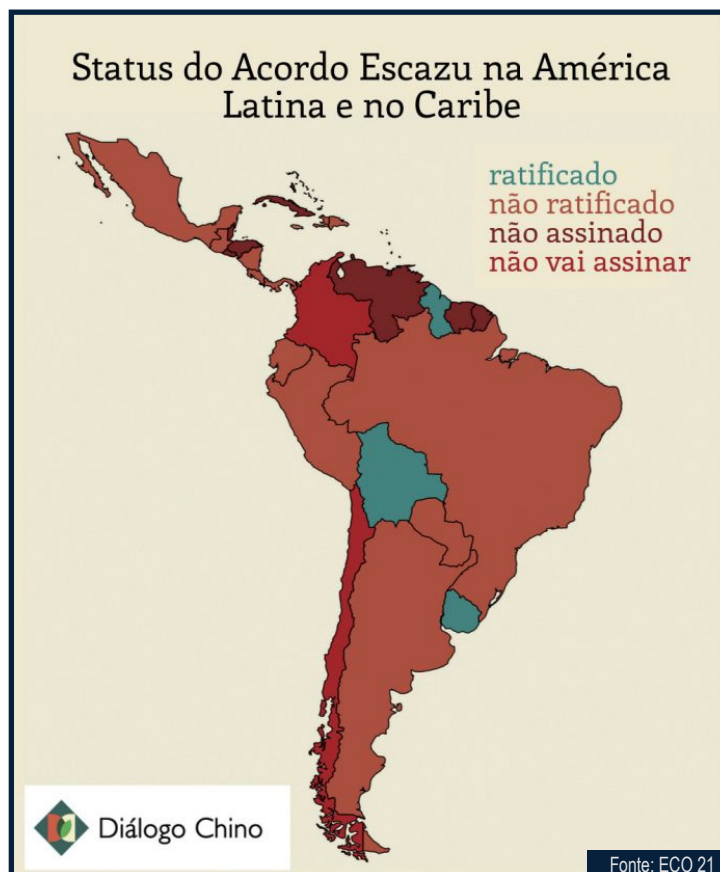 Status do Acordo Escazu na América
Latina e no Caribe
ratificado
não ratificado
não assinado
não vai assinar
Diálogo Chino
Fonte: ECO 21